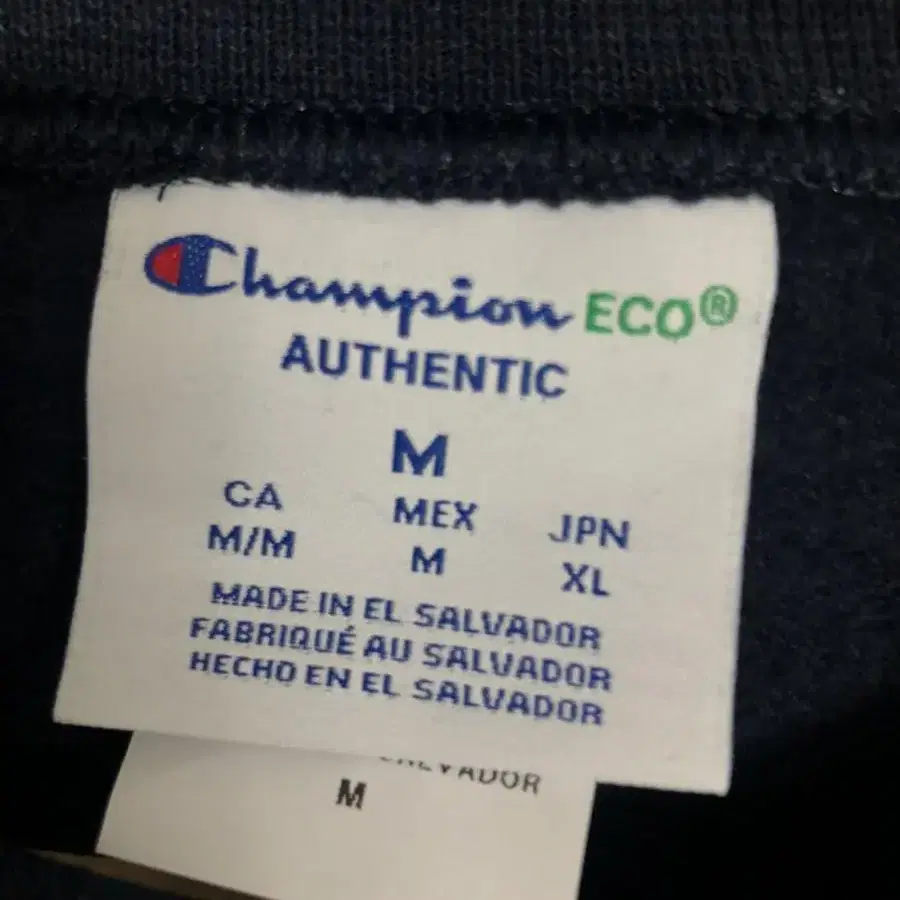 Champion ECO®
AUTHENTIC
M
CA MEX JPN
M/M M XL
MADE IN EL SALVADOR
FABRIQUÉ AU SALVADOR
HECHO EN EL SALVADOR
M